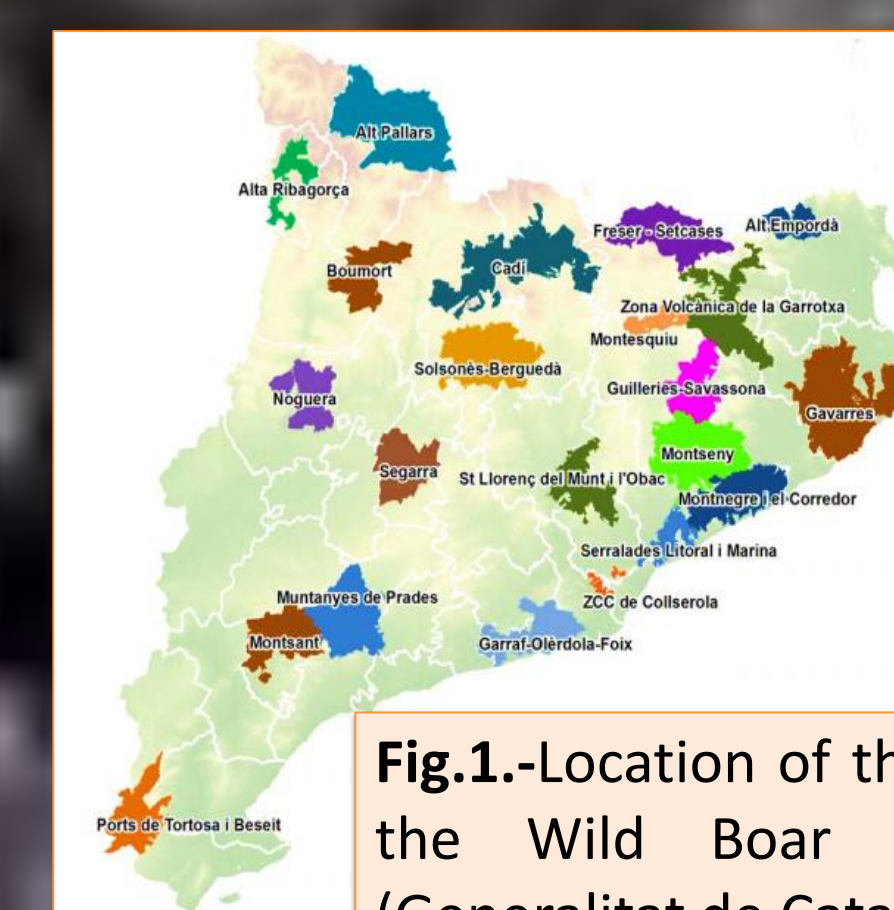 Alt Pallars
Alta Ribagorça
Freser - Setcases
Alt Empordà
Boumort
Cadí
Zona Volcànica de la Garrotxa
Montesquiu
Solsonès-Berguedà
Guilleries-Savassona
Noguera
Gavarres
Montseny
Segarra
St Llorenç del Munt i l'Obac
Montnegre i el Corredor
Serralades Litoral i Marina
Muntanyes de Prades
ZCC de Collserola
Montsant
Garraf-Olèrdola-Foix
Fig.1.-Location of th
the Wild Boar
(Generalitat de Cata
Ports de Tortosa i Beseit